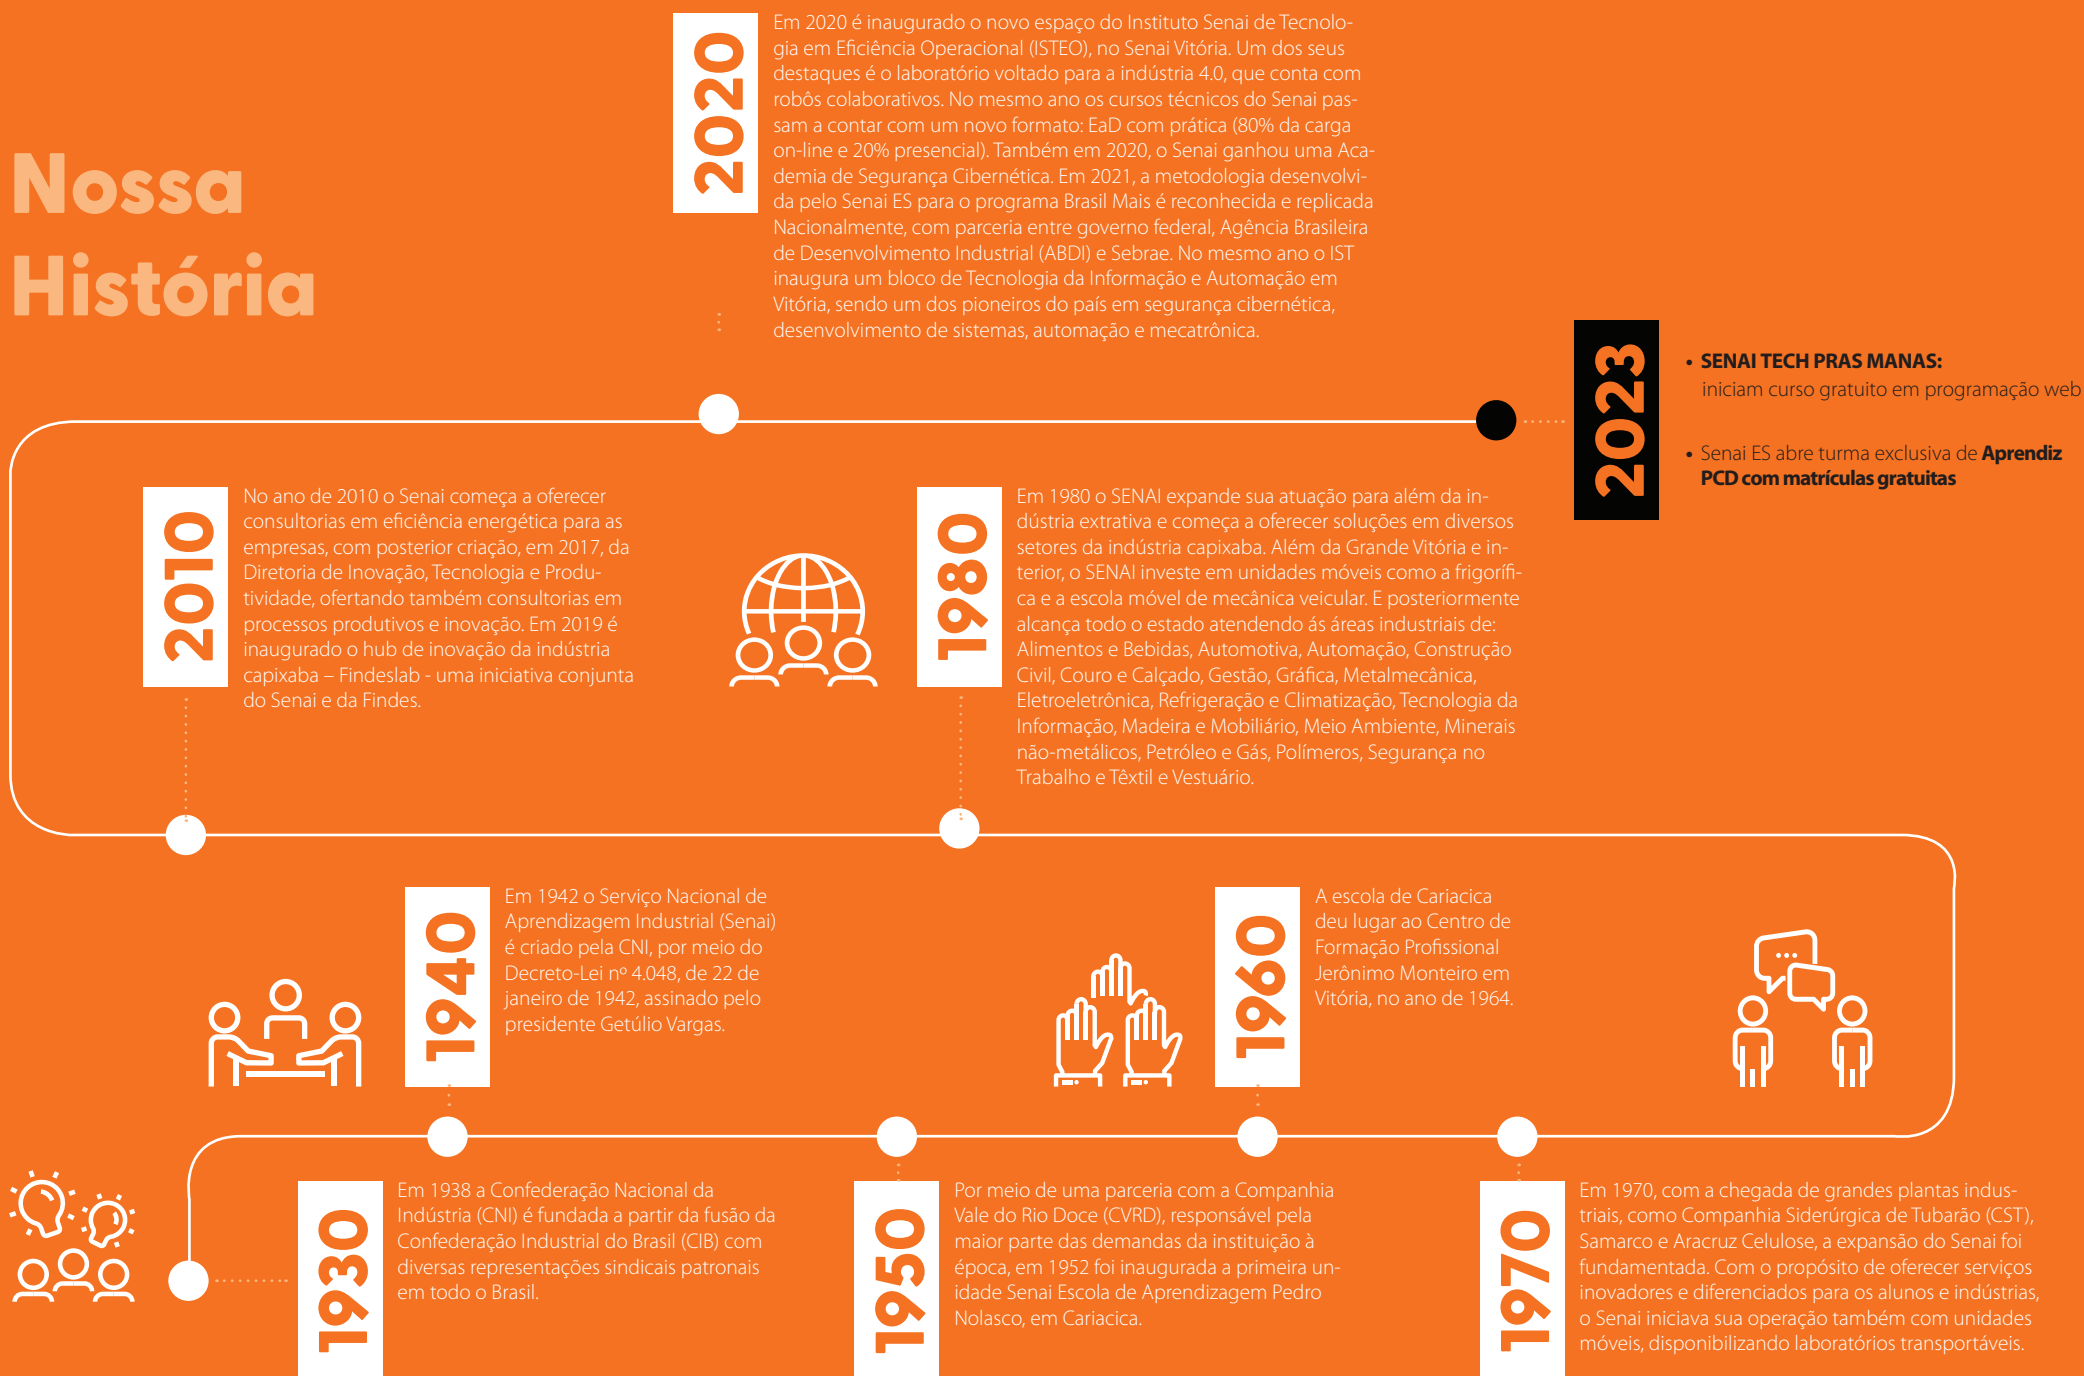 Nossa
História
2020
Em 2020 é inaugurado o novo espaço do Instituto Senai de Tecnolo-
gia em Eficiência Operacional (ISTEO), no Senai Vitória. Um dos seus
destaques é o laboratório voltado para a indústria 4.0, que conta com
robôs colaborativos. No mesmo ano os cursos técnicos do Senai pas-
sam a contar com um novo formato: EaD com prática (80% da carga
on-line e 20% presencial). Também em 2020, o Senai ganhou uma Aca-
demia de Segurança Cibernética. Em 2021, a metodologia desenvolvi-
da pelo Senai ES para o programa Brasil Mais é reconhecida e replicada
Nacionalmente, com parceria entre governo federal, Agência Brasileira
de Desenvolvimento Industrial (ABDI) e Sebrae. No mesmo ano o IST
inaugura um bloco de Tecnologia da Informação e Automação em
Vitória, sendo um dos pioneiros do país em segurança cibernética,
desenvolvimento de sistemas, automação e mecatrônica.
2023
• SENAI TECH PRAS MANAS:
iniciam curso gratuito em programação web
• Senai ES abre turma exclusiva de Aprendiz
PCD com matrículas gratuitas
2010
No ano de 2010 o Senai começa a oferecer
consultorias em eficiência energética para as
empresas, com posterior criação, em 2017, da
Diretoria de Inovação, Tecnologia e Produ-
tividade, ofertando também consultorias em
processos produtivos e inovação. Em 2019 é
inaugurado o hub de inovação da indústria
capixaba – Findeslab - uma iniciativa conjunta
do Senai e da Findes.
1980
Em 1980 o SENAI expande sua atuação para além da in-
dústria extrativa e começa a oferecer soluções em diversos
setores da indústria capixaba. Além da Grande Vitória e in-
terior, o SENAI investe em unidades móveis como a frigorífi-
ca e a escola móvel de mecânica veicular. E posteriormente
alcança todo o estado atendendo ás áreas industriais de:
Alimentos e Bebidas, Automotiva, Automação, Construção
Civil, Couro e Calçado, Gestão, Gráfica, Metalmecânica,
Eletroeletrônica, Refrigeração e Climatização, Tecnologia da
Informação, Madeira e Mobiliário, Meio Ambiente, Minerais
não-metálicos, Petróleo e Gás, Polímeros, Segurança no
Trabalho e Têxtil e Vestuário.
1940
Em 1942 o Serviço Nacional de
Aprendizagem Industrial (Senai)
é criado pela CNI, por meio do
Decreto-Lei nº 4.048, de 22 de
janeiro de 1942, assinado pelo
presidente Getúlio Vargas.
1960
A escola de Cariacica
deu lugar ao Centro de
Formação Profissional
Jerônimo Monteiro em
Vitória, no ano de 1964.
1930
Em 1938 a Confederação Nacional da
Indústria (CNI) é fundada a partir da fusão da
Confederação Industrial do Brasil (CIB) com
diversas representações sindicais patronais
em todo o Brasil.
1950
Por meio de uma parceria com a Companhia
Vale do Rio Doce (CVRD), responsável pela
maior parte das demandas da instituição à
época, em 1952 foi inaugurada a primeira un-
idade Senai Escola de Aprendizagem Pedro
Nolasco, em Cariacica.
1970
Em 1970, com a chegada de grandes plantas indus-
triais, como Companhia Siderúrgica de Tubarão (CST),
Samarco e Aracruz Celulose, a expansão do Senai foi
fundamentada. Com o propósito de oferecer serviços
inovadores e diferenciados para os alunos e indústrias,
o Senai iniciava sua operação também com unidades
móveis, disponibilizando laboratórios transportáveis.